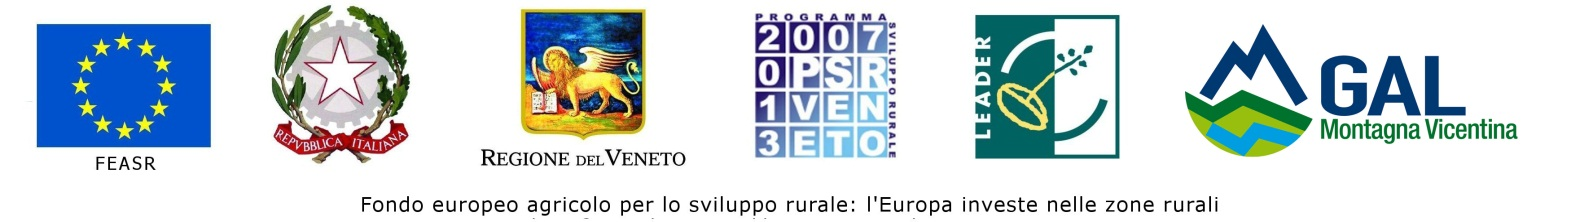 FEASR
REPVBBLICA ITALIANA
REGIONE DEL VENETO
PROGRAMMA
SVILUPPO RURALE
2007
0PSR
1VEN
3ETO
LEADER
GAL
Montagna Vicentina
Fondo europeo agricolo per lo sviluppo rurale: l'Europa investe nelle zone rurali